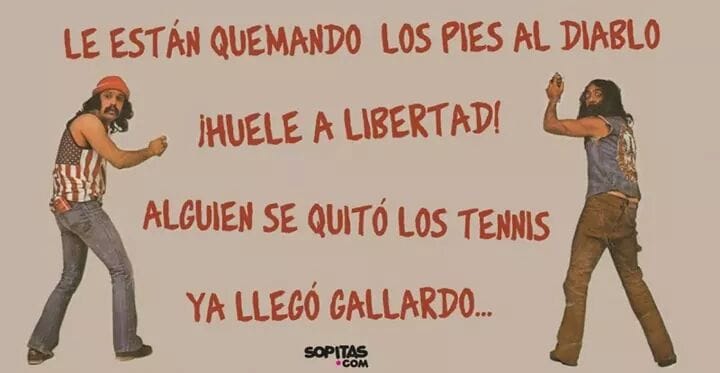 LE ESTÁN QUEMANDO LOS PIES AL DIABLO
¡HUELE A LIBERTAD!
ALGUIEN SE QUITÓ LOS TENNIS
YA LLEGÓ GALLARDO...
SOPITAS
.COM